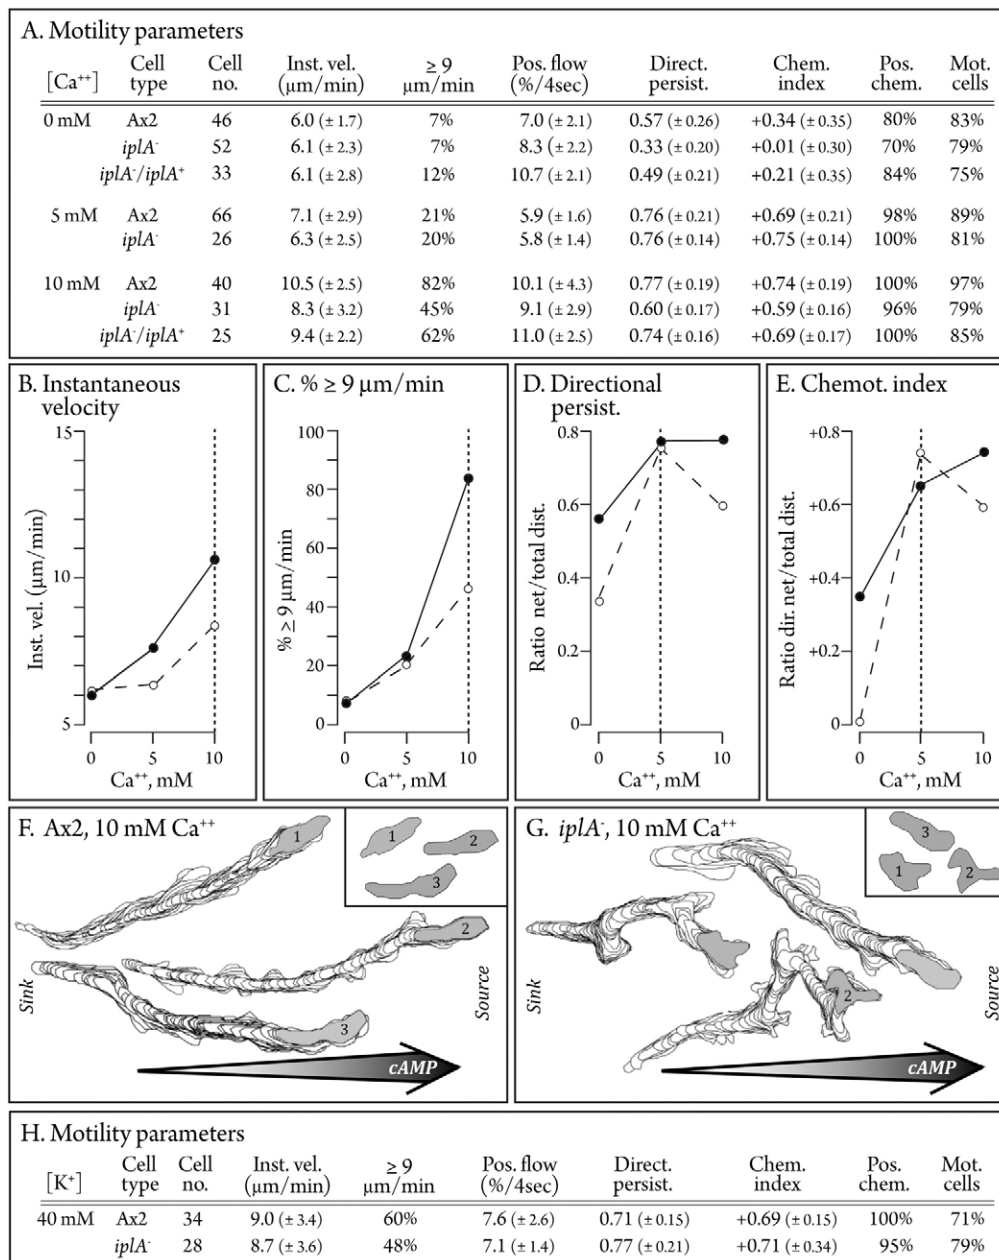 A. Motility parameters
[Ca⁺⁺] Cell type Cell no. Inst. vel. (μm/min) ≥ 9 μm/min Pos. flow (%/4sec) Direct. persist. Chem. index Pos. chem. Mot. cells
0 mM Ax2 46 6.0 (± 1.7) 7% 7.0 (± 2.1) 0.57 (± 0.26) +0.34 (± 0.35) 80% 83%
iplA⁻ 52 6.1 (± 2.3) 7% 8.3 (± 2.2) 0.33 (± 0.20) +0.01 (± 0.30) 70% 79%
iplA⁻/iplA⁺ 33 6.1 (± 2.8) 12% 10.7 (± 2.1) 0.49 (± 0.21) +0.21 (± 0.35) 84% 75%
5 mM Ax2 66 7.1 (± 2.9) 21% 5.9 (± 1.6) 0.76 (± 0.21) +0.69 (± 0.21) 98% 89%
iplA⁻ 26 6.3 (± 2.5) 20% 5.8 (± 1.4) 0.76 (± 0.14) +0.75 (± 0.14) 100% 81%
10 mM Ax2 40 10.5 (± 2.5) 82% 10.1 (± 4.3) 0.77 (± 0.19) +0.74 (± 0.19) 100% 97%
iplA⁻ 31 8.3 (± 3.2) 45% 9.1 (± 2.9) 0.60 (± 0.17) +0.59 (± 0.16) 96% 79%
iplA⁻/iplA⁺ 25 9.4 (± 2.2) 62% 11.0 (± 2.5) 0.74 (± 0.16) +0.69 (± 0.17) 100% 85%
B. Instantaneous
velocity
15
10
5
Inst. vel. (μm/min)
0 5 10
Ca⁺⁺, mM
C. % ≥ 9 μm/min
100
80
60
40
20
0
% ≥ 9 μm/min
0 5 10
Ca⁺⁺, mM
D. Directional
persist.
0.8
0.6
0.4
0.2
0
Ratio net/total dist.
0 5 10
Ca⁺⁺, mM
E. Chemot. index
+0.8
+0.6
+0.4
+0.2
0
Ratio dir. net/total dist.
0 5 10
Ca⁺⁺, mM
F. Ax2, 10 mM Ca⁺⁺
1
1
2
3
2
3
Sink
Source
cAMP
G. iplA⁻, 10 mM Ca⁺⁺
3
1
2
2
Sink
Source
cAMP
H. Motility parameters
[K⁺] Cell type Cell no. Inst. vel. (μm/min) ≥ 9 μm/min Pos. flow (%/4sec) Direct. persist. Chem. index Pos. chem. Mot. cells
40 mM Ax2 34 9.0 (± 3.4) 60% 7.6 (± 2.6) 0.71 (± 0.15) +0.69 (± 0.15) 100% 71%
iplA⁻ 28 8.7 (± 3.6) 48% 7.1 (± 1.4) 0.77 (± 0.21) +0.71 (± 0.34) 95% 79%